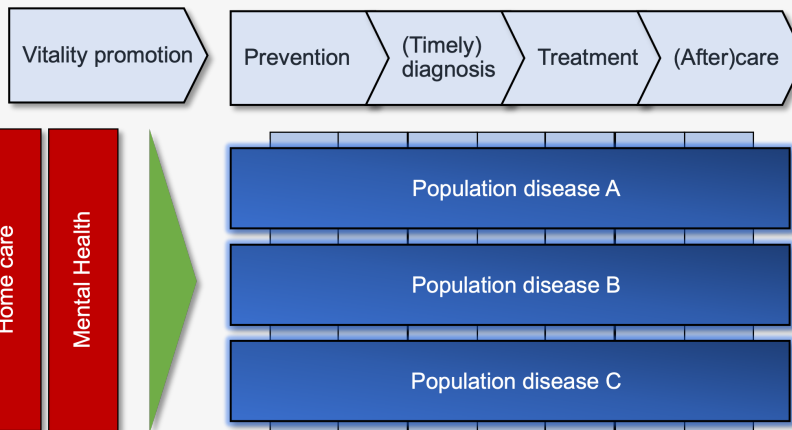 Vitality promotion
Prevention
(Timely)
diagnosis
Treatment
(After)care
Home care
Mental Health
Population disease A
Population disease B
Population disease C